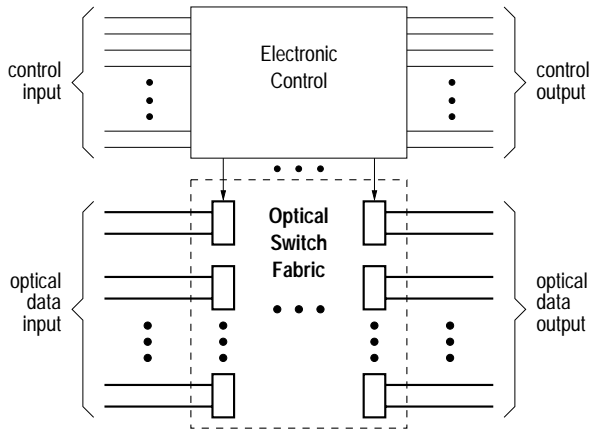 Electronic
Control
control
input
control
output
Optical
Switch
Fabric
optical
data
input
optical
data
output